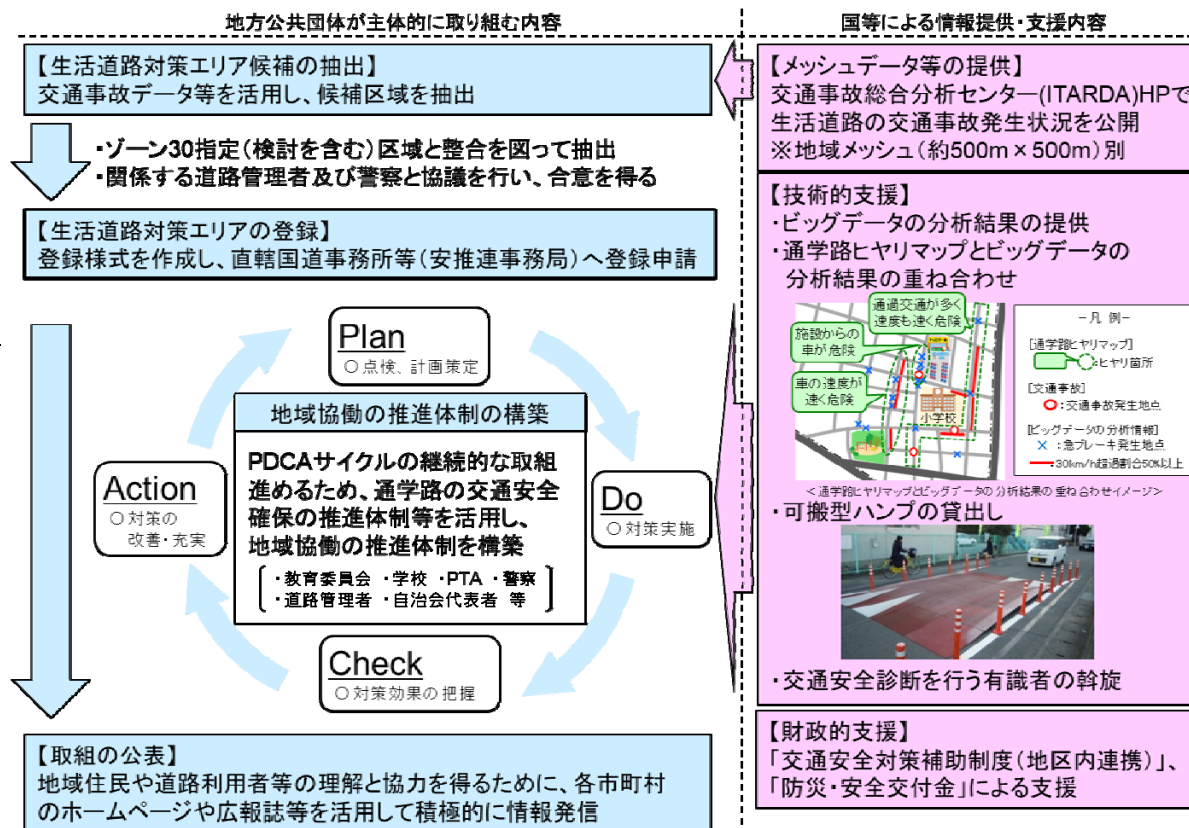 地方公共団体が主体的に取り組む内容
【生活道路対策エリア候補の抽出】
交通事故データ等を活用し、候補区域を抽出
・ゾーン30指定(検討を含む)区域と整合を図って抽出
・関係する道路管理者及び警察と協議を行い、合意を得る
【生活道路対策エリアの登録】
登録様式を作成し、直轄国道事務所等(安推連事務局)へ登録申請
Plan
○点検、計画策定
地域協働の推進体制の構築
PDCAサイクルの継続的な取組
進めるため、通学路の交通安全
確保の推進体制等を活用し、
地域協働の推進体制を構築
・教育委員会 ・学校 ・PTA ・警察
・道路管理者 ・自治会代表者 等
Action
○対策の
改善・充実
Do
○対策実施
Check
○対策効果の把握
【取組の公表】
地域住民や道路利用者等の理解と協力を得るために、各市町村
のホームページや広報誌等を活用して積極的に情報発信
国等による情報提供・支援内容
【メッシュデータ等の提供】
交通事故総合分析センター(ITARDA)HPで
生活道路の交通事故発生状況を公開
※地域メッシュ(約500m×500m)別
【技術的支援】
・ビッグデータの分析結果の提供
・通学路ヒヤリマップとビッグデータの
分析結果の重ね合わせ
通過交通が多く
速度も速く危険
施設からの
車が危険
車の速度が
速く危険
小学校
-凡 例-
[通学路ヒヤリマップ]
:ヒヤリ箇所
[交通事故]
:交通事故発生地点
[ビッグデータの分析情報]
× :急ブレーキ発生地点
:30km/h超過割合50%以上
<通学路ヒヤリマップとビッグデータの分析結果の重ね合わせイメージ>
・可搬型ハンプの貸出し
・交通安全診断を行う有識者の斡旋
【財政的支援】
「交通安全対策補助制度(地区内連携)」、
「防災・安全交付金」による支援